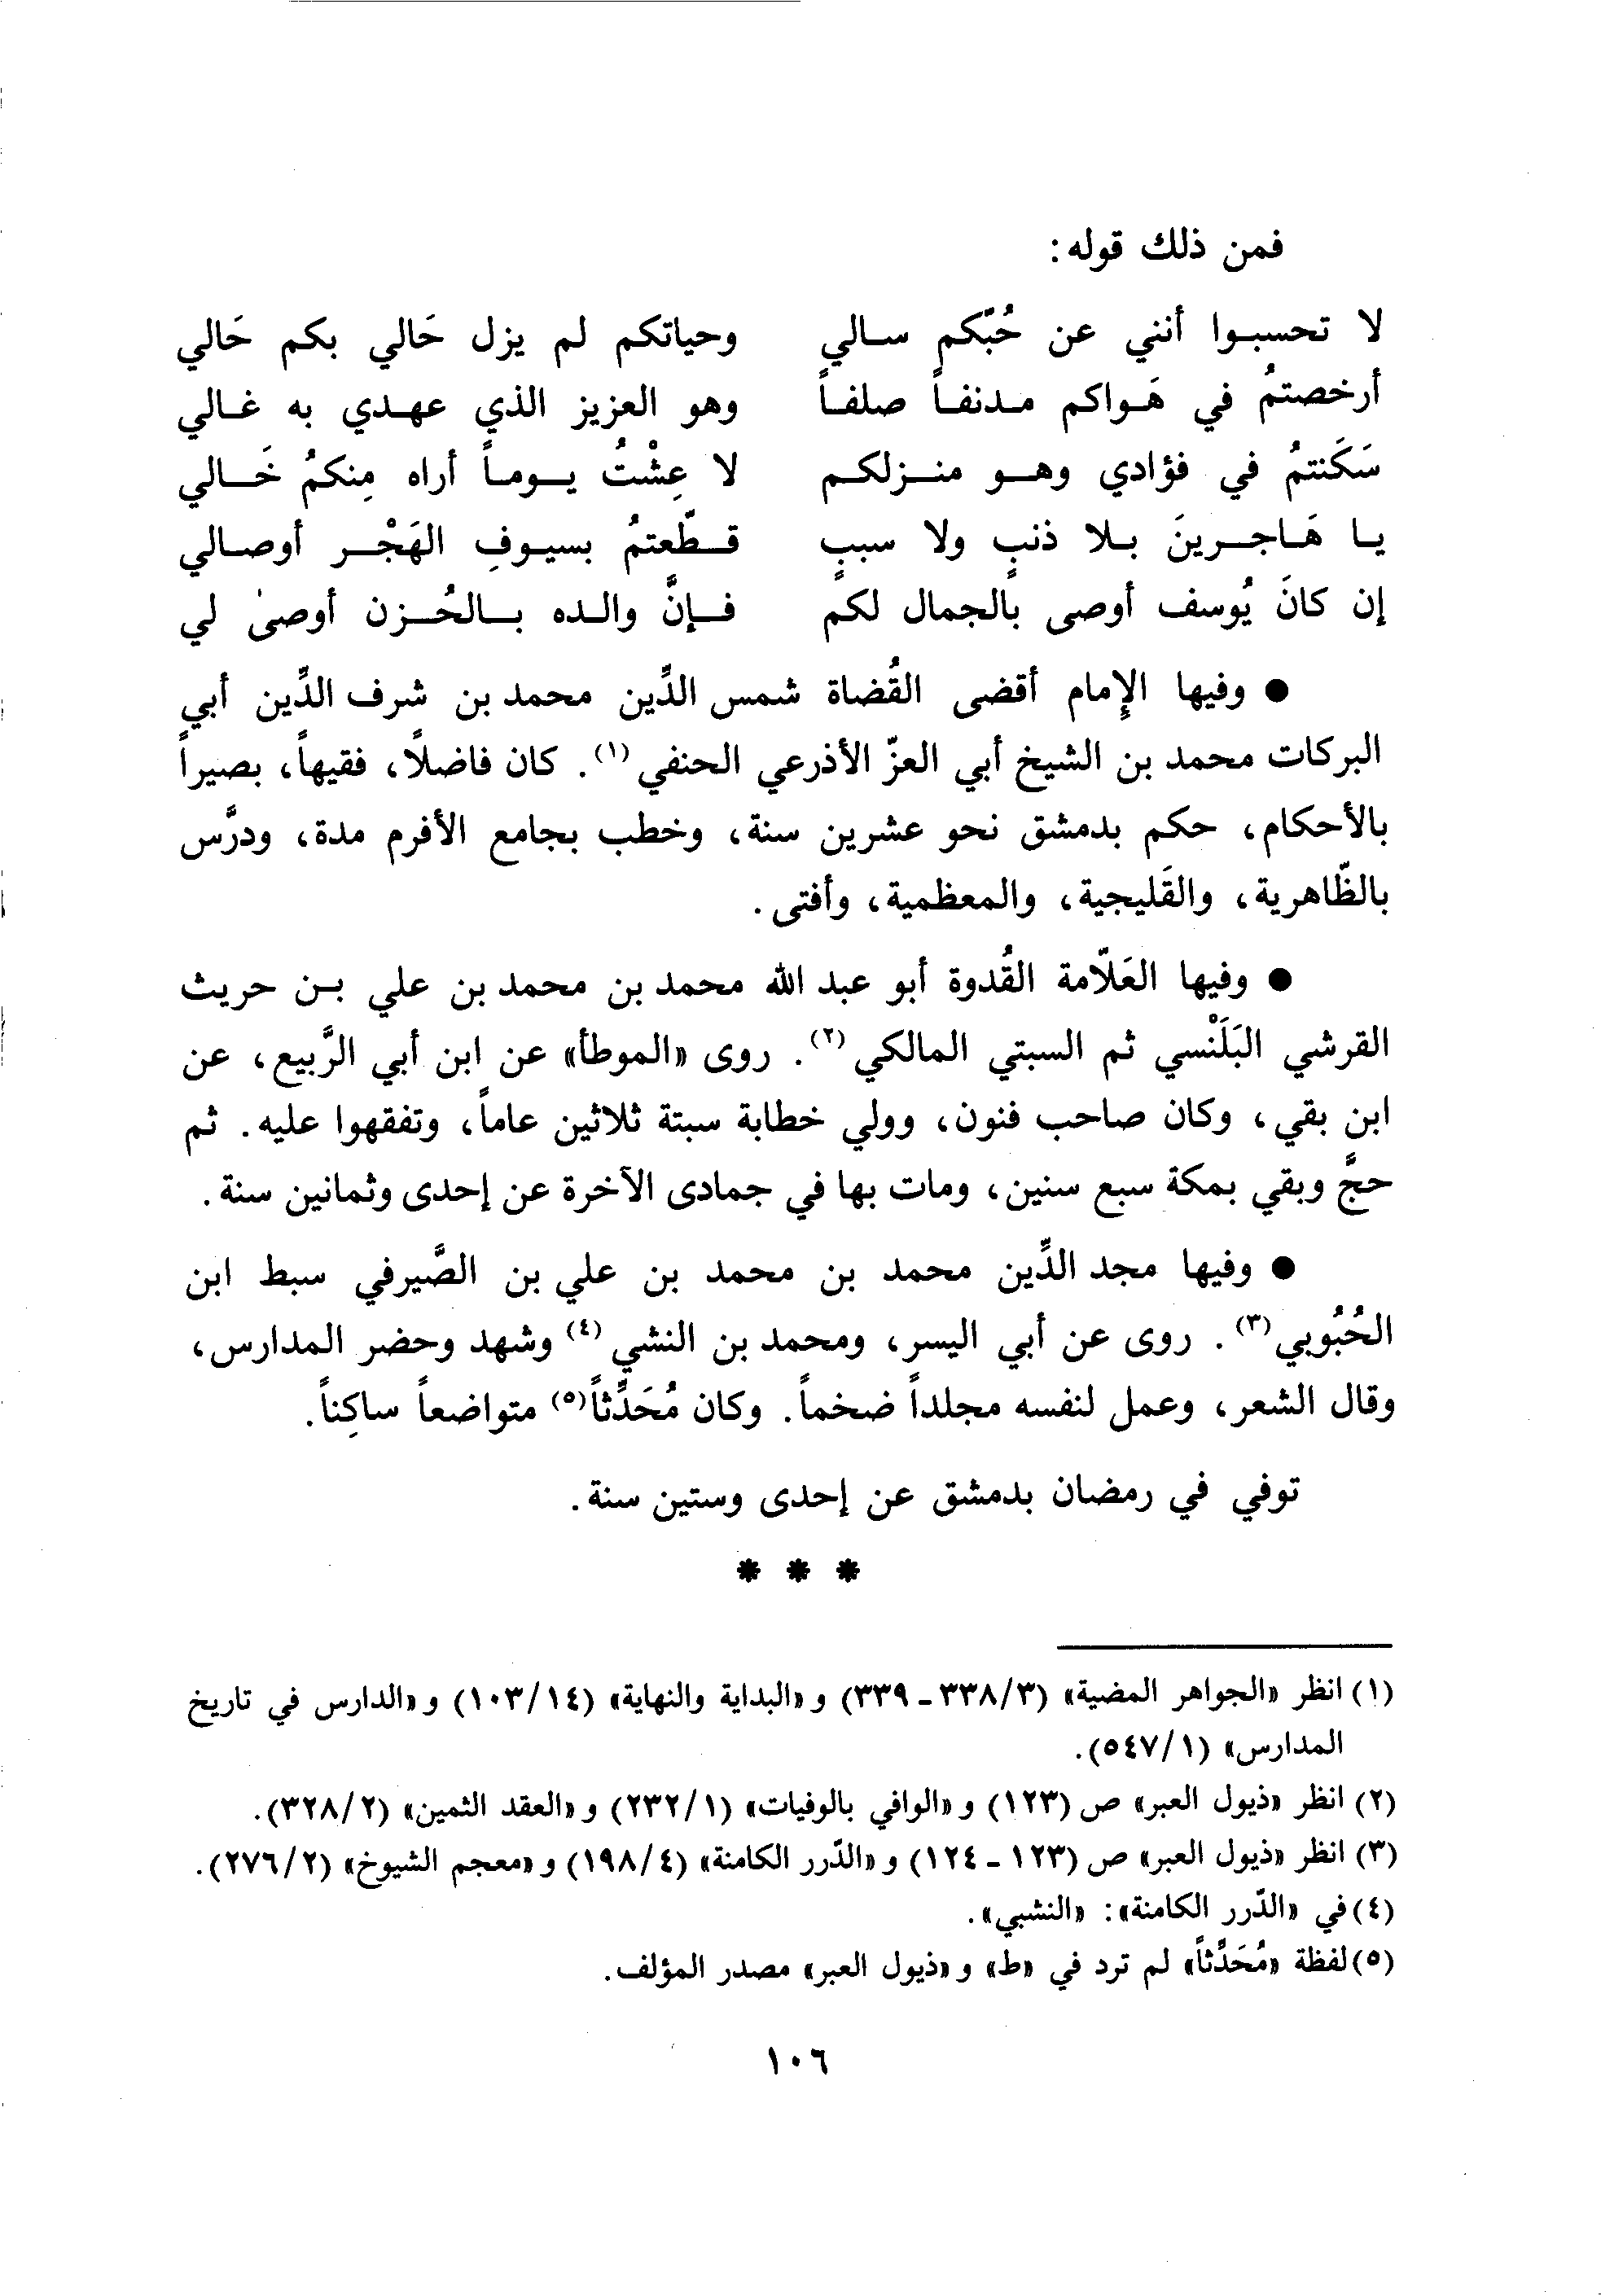 فمن ذلك قوله:
لا تحسبوا أنني عن حُبّكم سالي وحياتكم لم يزل حَالي بكم حَالي
أرخصتمُ في هَواكم مدنفاً صلفاً وهو العزيز الذي عهدي به غالي
سَكَنتمُ في فؤادي وهو منزلكم لا عِشْتُ يوماً أراه مِنكمُ خَالي
يا هَاجرينَ بلا ذنبٍ ولا سببٍ قطّعتمُ بسيوفِ الهَجْر أوصالي
إن كانَ يُوسف أوصى بالجمال لكم فإنَّ والده بالحُزن أوصىٰ لي
● وفيها الإِمام أقضى القُضاة شمس الدِّين محمد بن شرف الدِّين أبي
البركات محمد بن الشيخ أبي العزّ الأذرعي الحنفي(١). كان فاضلاً، فقيهاً، بصيراً
بالأحكام، حكم بدمشق نحو عشرين سنة، وخطب بجامع الأفرم مدة، ودرَّس
بالظّاهرية، والقَليجية، والمعظمية، وأفتى.
● وفيها العَلّامة القُدوة أبو عبد الله محمد بن محمد بن علي بن حريث
القرشي البَلَنْسي ثم السبتي المالكي(٢). روى «الموطأ» عن ابن أبي الرَّبيع، عن
ابن بقي، وكان صاحب فنون، وولي خطابة سبتة ثلاثين عاماً، وتفقهوا عليه. ثم
حجَّ وبقي بمكة سبع سنين، ومات بها في جمادى الآخرة عن إحدى وثمانين سنة.
● وفيها مجد الدِّين محمد بن محمد بن علي بن الصَّيرفي سبط ابن
الحُبُوبي(٣). روى عن أبي اليسر، ومحمد بن النشي(٤) وشهد وحضر المدارس،
وقال الشعر، وعمل لنفسه مجلداً ضخماً. وكان مُحَدِّثاً(٥) متواضعاً ساكِناً.
توفي في رمضان بدمشق عن إحدى وستين سنة.
* * *
(١) انظر «الجواهر المضية» (٣/ ٣٣٨ - ٣٣٩) و «البداية والنهاية» (١٤/ ١٠٣) و «الدارس في تاريخ
المدارس» (١/ ٥٤٧).
(٢) انظر «ذيول العبر» ص (١٢٣) و «الوافي بالوفيات» (١/ ٢٣٢) و «العقد الثمين» (٢/ ٣٢٨).
(٣) انظر «ذيول العبر» ص (١٢٣ - ١٢٤) و «الدّرر الكامنة» (٤/ ١٩٨) و «معجم الشيوخ» (٢/ ٢٧٦).
(٤) في «الدّرر الكامنة»: «النشبي».
(٥) لفظة «مُحَدِّثاً» لم ترد في «ط» و «ذيول العبر» مصدر المؤلف.
١٠٦